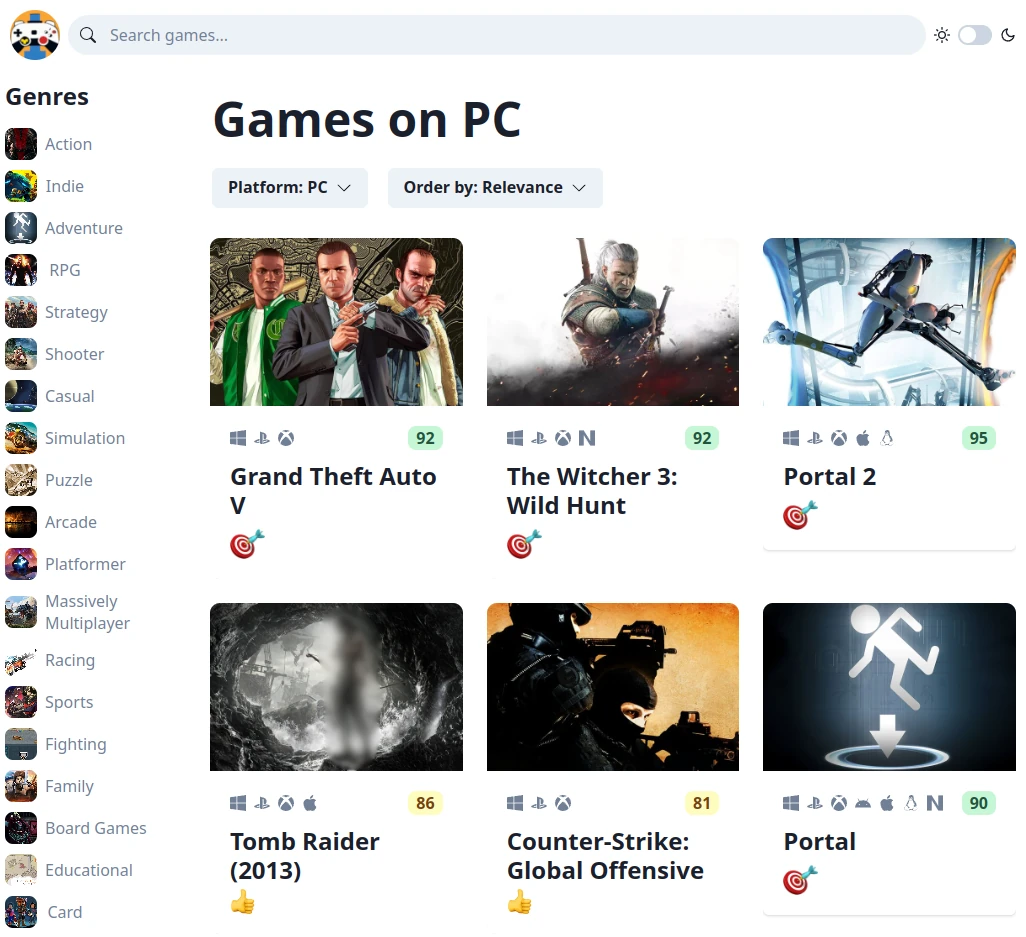 Search games...
Genres
Action
Indie
Adventure
RPG
Strategy
Shooter
Casual
Simulation
Puzzle
Arcade
Platformer
Massively
Multiplayer
Racing
Sports
Fighting
Family
Board Games
Educational
Card
Games on PC
Platform: PC
Order by: Relevance
92
Grand Theft Auto
V
92
The Witcher 3:
Wild Hunt
95
Portal 2
86
Tomb Raider
(2013)
81
Counter-Strike:
Global Offensive
90
Portal